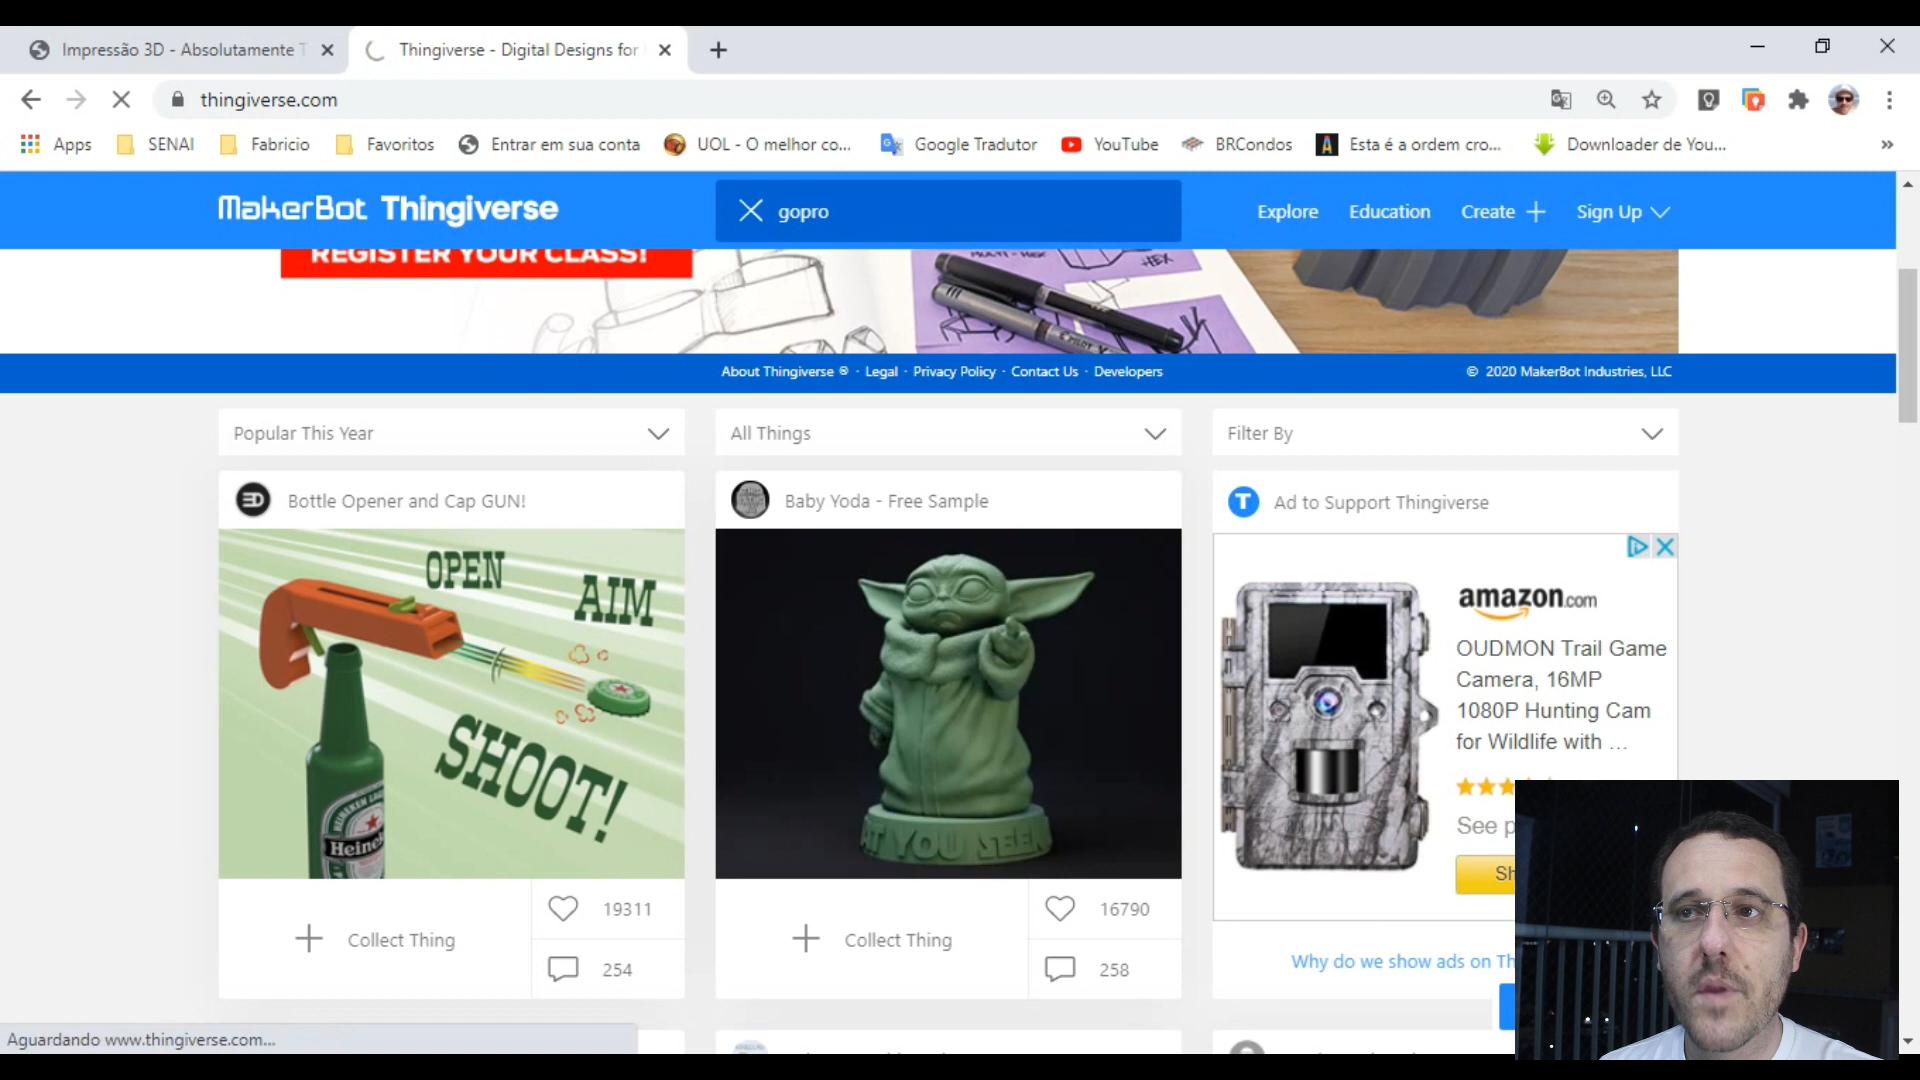 Impressão 3D - Absolutamente T
Thingiverse - Digital Designs for
thingiverse.com
Apps
SENAI
Fabricio
Favoritos
Entrar em sua conta
UOL - O melhor co...
Google Tradutor
YouTube
BRCondos
Esta é a ordem cro...
Downloader de You...
»
MakerBot Thingiverse
gopro
Explore
Education
Create
Sign Up
REGISTER YOUR CLASS!
HEX
About Thingiverse ® · Legal · Privacy Policy · Contact Us · Developers
© 2020 MakerBot Industries, LLC
Popular This Year
All Things
Filter By
Bottle Opener and Cap GUN!
Baby Yoda - Free Sample
Ad to Support Thingiverse
OPEN
AIM
SHOOT!
amazon.com
OUDMON Trail Game
Camera, 16MP
1080P Hunting Cam
for Wildlife with ...
See p
Sh
Collect Thing
19311
254
Collect Thing
16790
258
Why do we show ads on Th
Aguardando www.thingiverse.com...